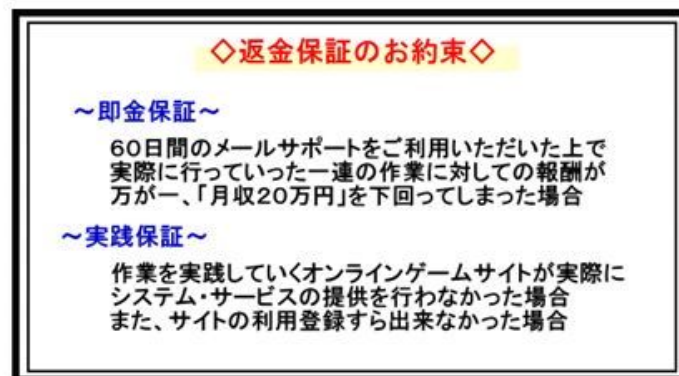 ◇返金保証のお約束◇
～即金保証～
60日間のメールサポートをご利用いただいた上で
実際に行っていった一連の作業に対しての報酬が
万が一、「月収20万円」を下回ってしまった場合
～実践保証～
作業を実践していくオンラインゲームサイトが実際に
システム・サービスの提供を行わなかった場合
また、サイトの利用登録すら出来なかった場合